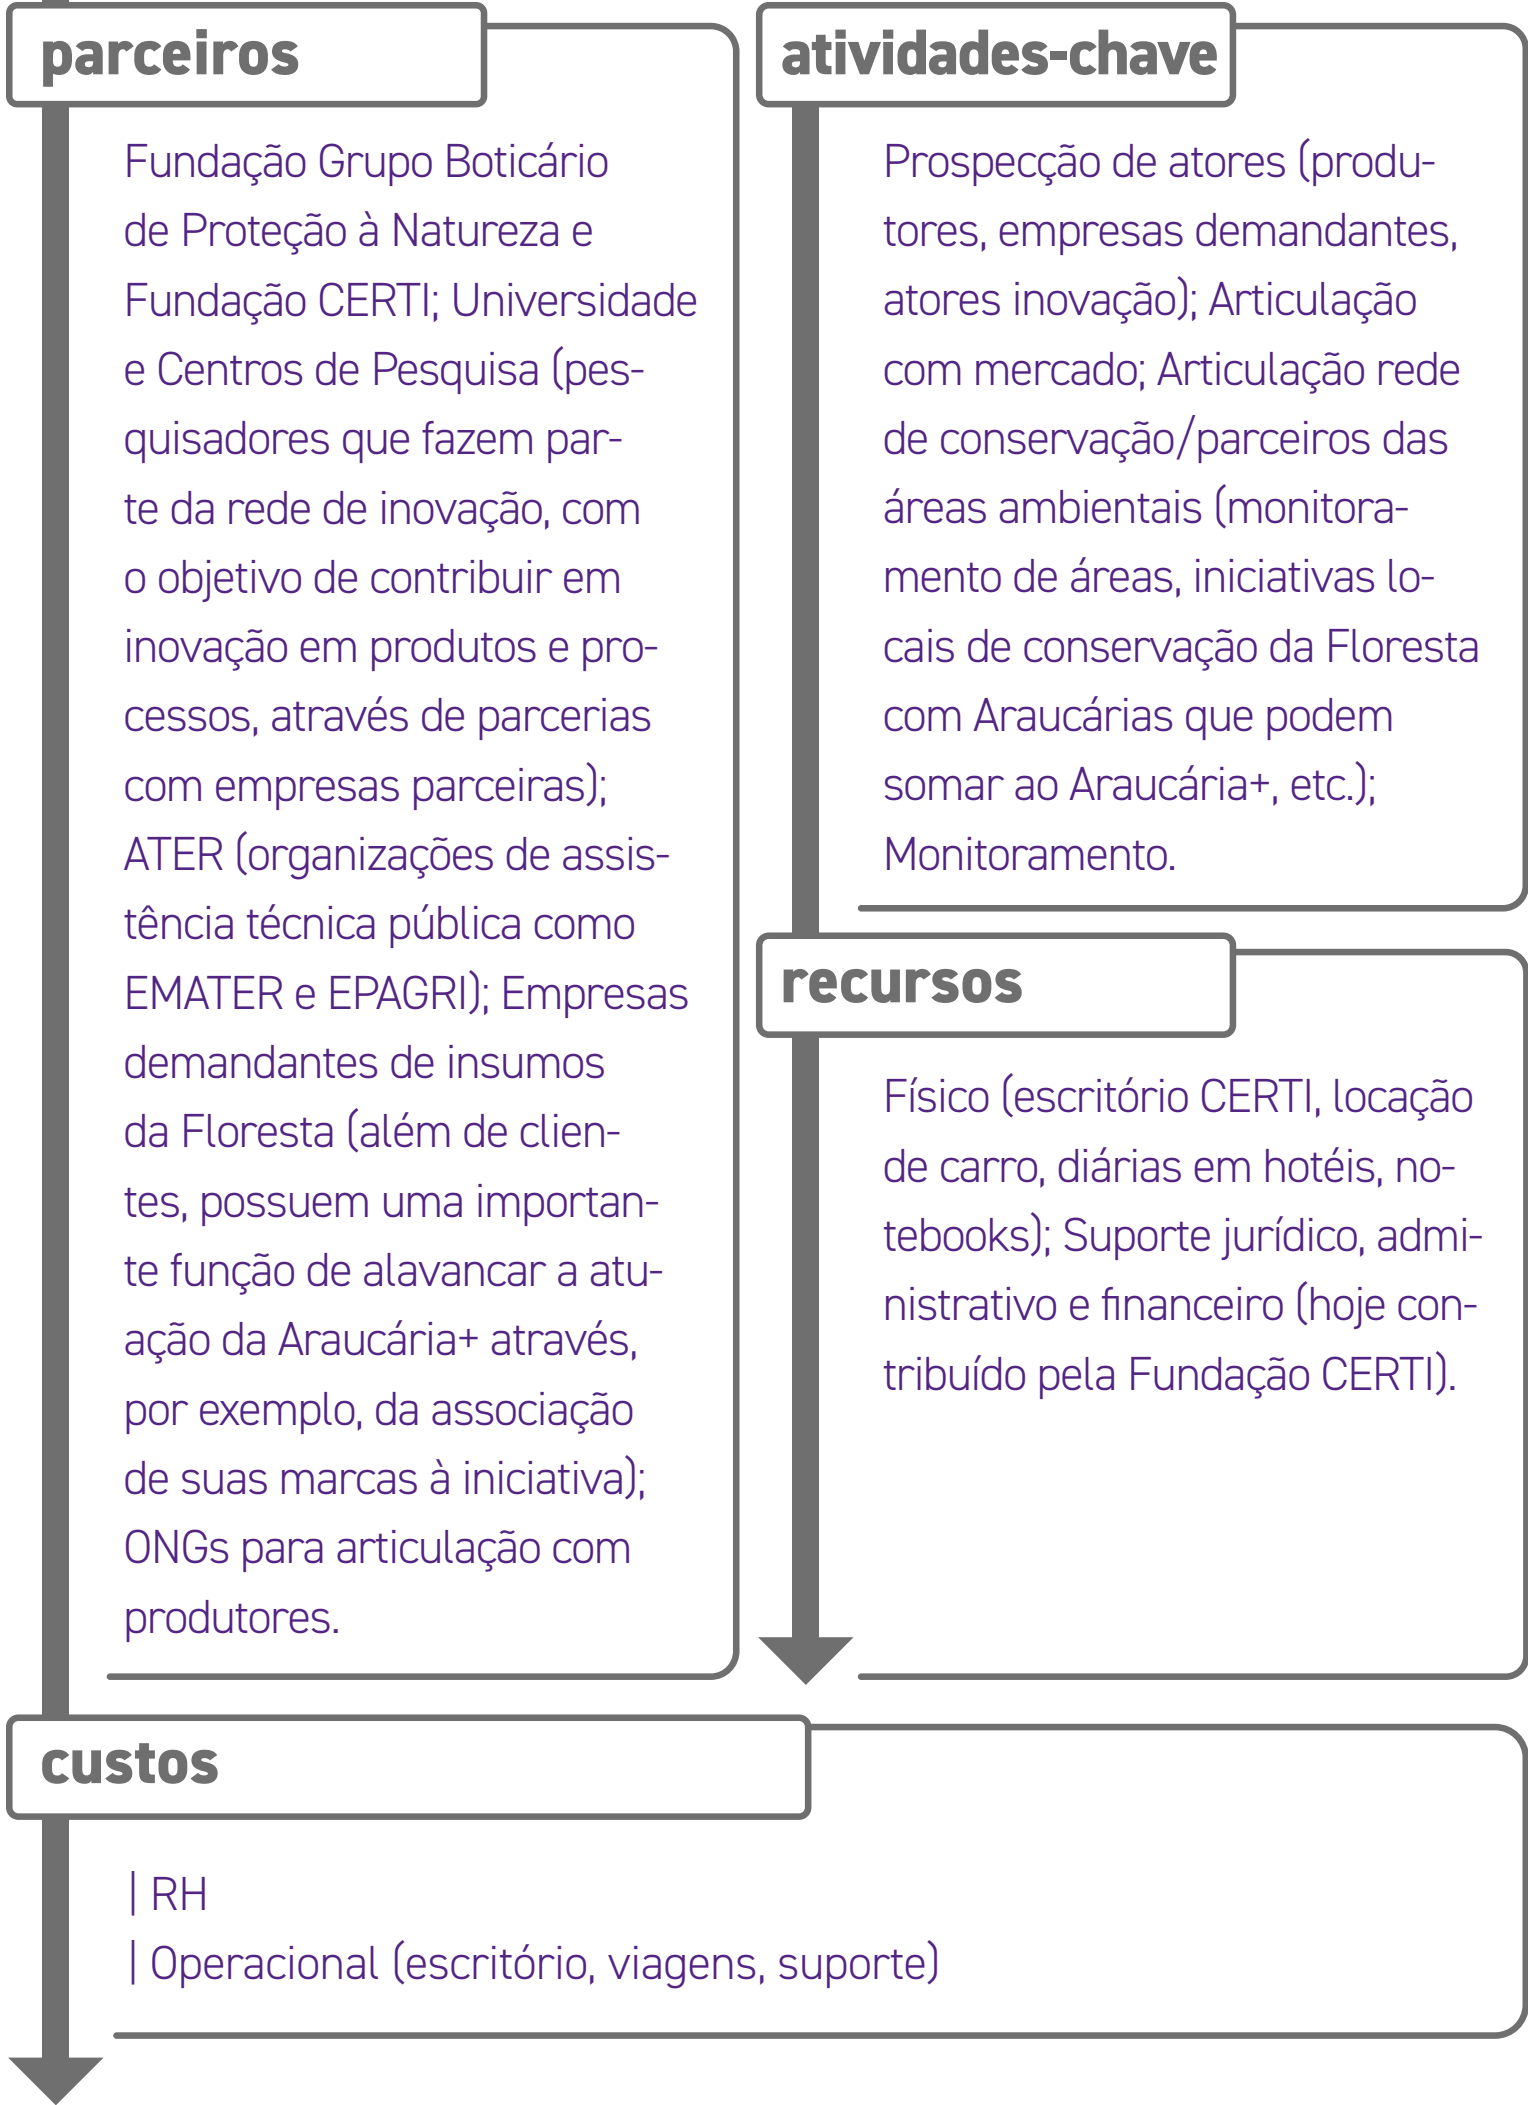 parceiros
Fundação Grupo Boticário
de Proteção à Natureza e
Fundação CERTI; Universidade
e Centros de Pesquisa (pes-
quisadores que fazem par-
te da rede de inovação, com
o objetivo de contribuir em
inovação em produtos e pro-
cessos, através de parcerias
com empresas parceiras);
ATER (organizações de assis-
tência técnica pública como
EMATER e EPAGRI); Empresas
demandantes de insumos
da Floresta (além de clien-
tes, possuem uma importan-
te função de alavancar a atu-
ação da Araucária+ através,
por exemplo, da associação
de suas marcas à iniciativa);
ONGs para articulação com
produtores.
atividades-chave
Prospecção de atores (produ-
tores, empresas demandantes,
atores inovação); Articulação
com mercado; Articulação rede
de conservação/parceiros das
áreas ambientais (monitora-
mento de áreas, iniciativas lo-
cais de conservação da Floresta
com Araucárias que podem
somar ao Araucária+, etc.);
Monitoramento.
recursos
Físico (escritório CERTI, locação
de carro, diárias em hotéis, no-
tebooks); Suporte jurídico, admi-
nistrativo e financeiro (hoje con-
tribuído pela Fundação CERTI).
custos
| RH
| Operacional (escritório, viagens, suporte)